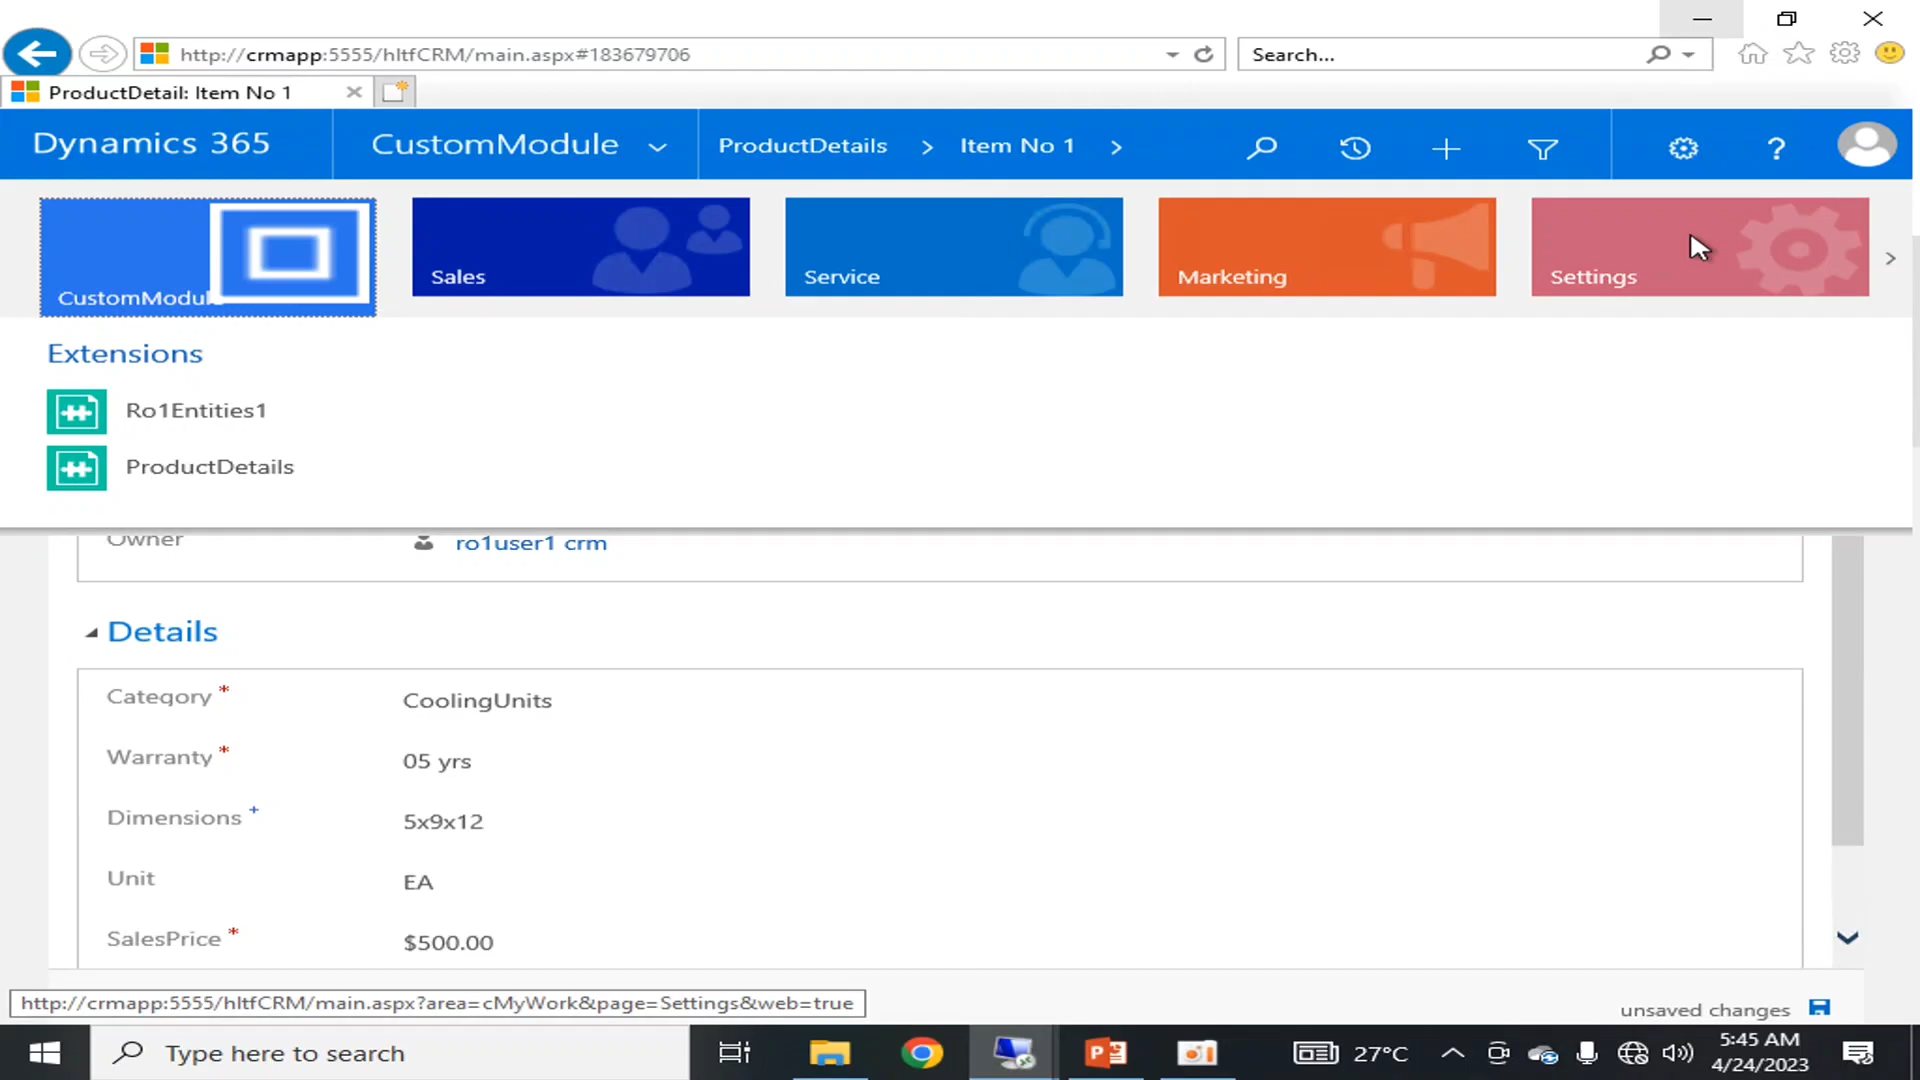 http://crmapp:5555/hltfCRM/main.aspx#183679706
Search...
ProductDetail: Item No 1
Dynamics 365
CustomModule
ProductDetails > Item No 1 >
?
CustomModule
Sales
Service
Marketing
Settings
Extensions
Ro1Entities1
ProductDetails
Owner
ro1user1 crm
Details
Category *
CoolingUnits
Warranty *
05 yrs
Dimensions +
5x9x12
Unit
EA
SalesPrice *
$500.00
http://crmapp:5555/hltfCRM/main.aspx?area=cMyWork&page=Settings&web=true
unsaved changes
Type here to search
27°C
5:45 AM
4/24/2023